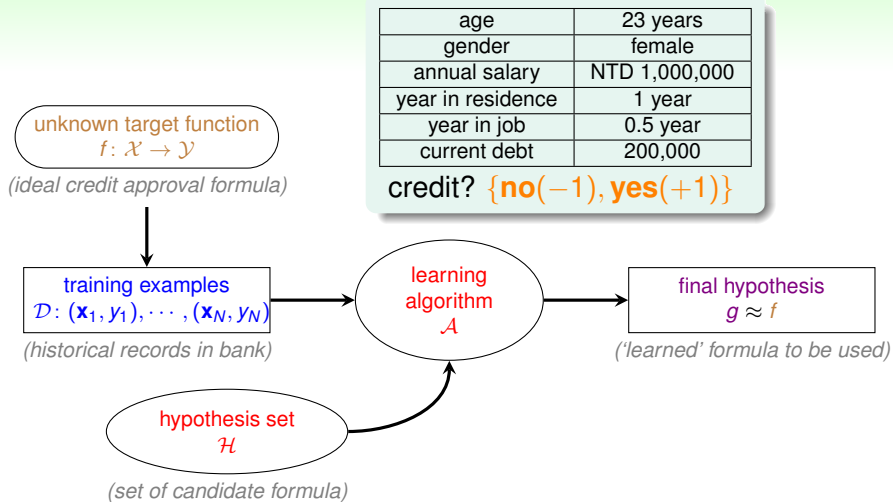 age 23 years
gender female
annual salary NTD 1,000,000
year in residence 1 year
year in job 0.5 year
current debt 200,000
credit? {no(−1), yes(+1)}
unknown target function
f : 𝒳 → 𝒴
(ideal credit approval formula)
training examples
𝒟 : (x₁, y₁), ··· , (x_N, y_N)
(historical records in bank)
learning
algorithm
𝒜
final hypothesis
g ≈ f
(‘learned’ formula to be used)
hypothesis set
ℋ
(set of candidate formula)